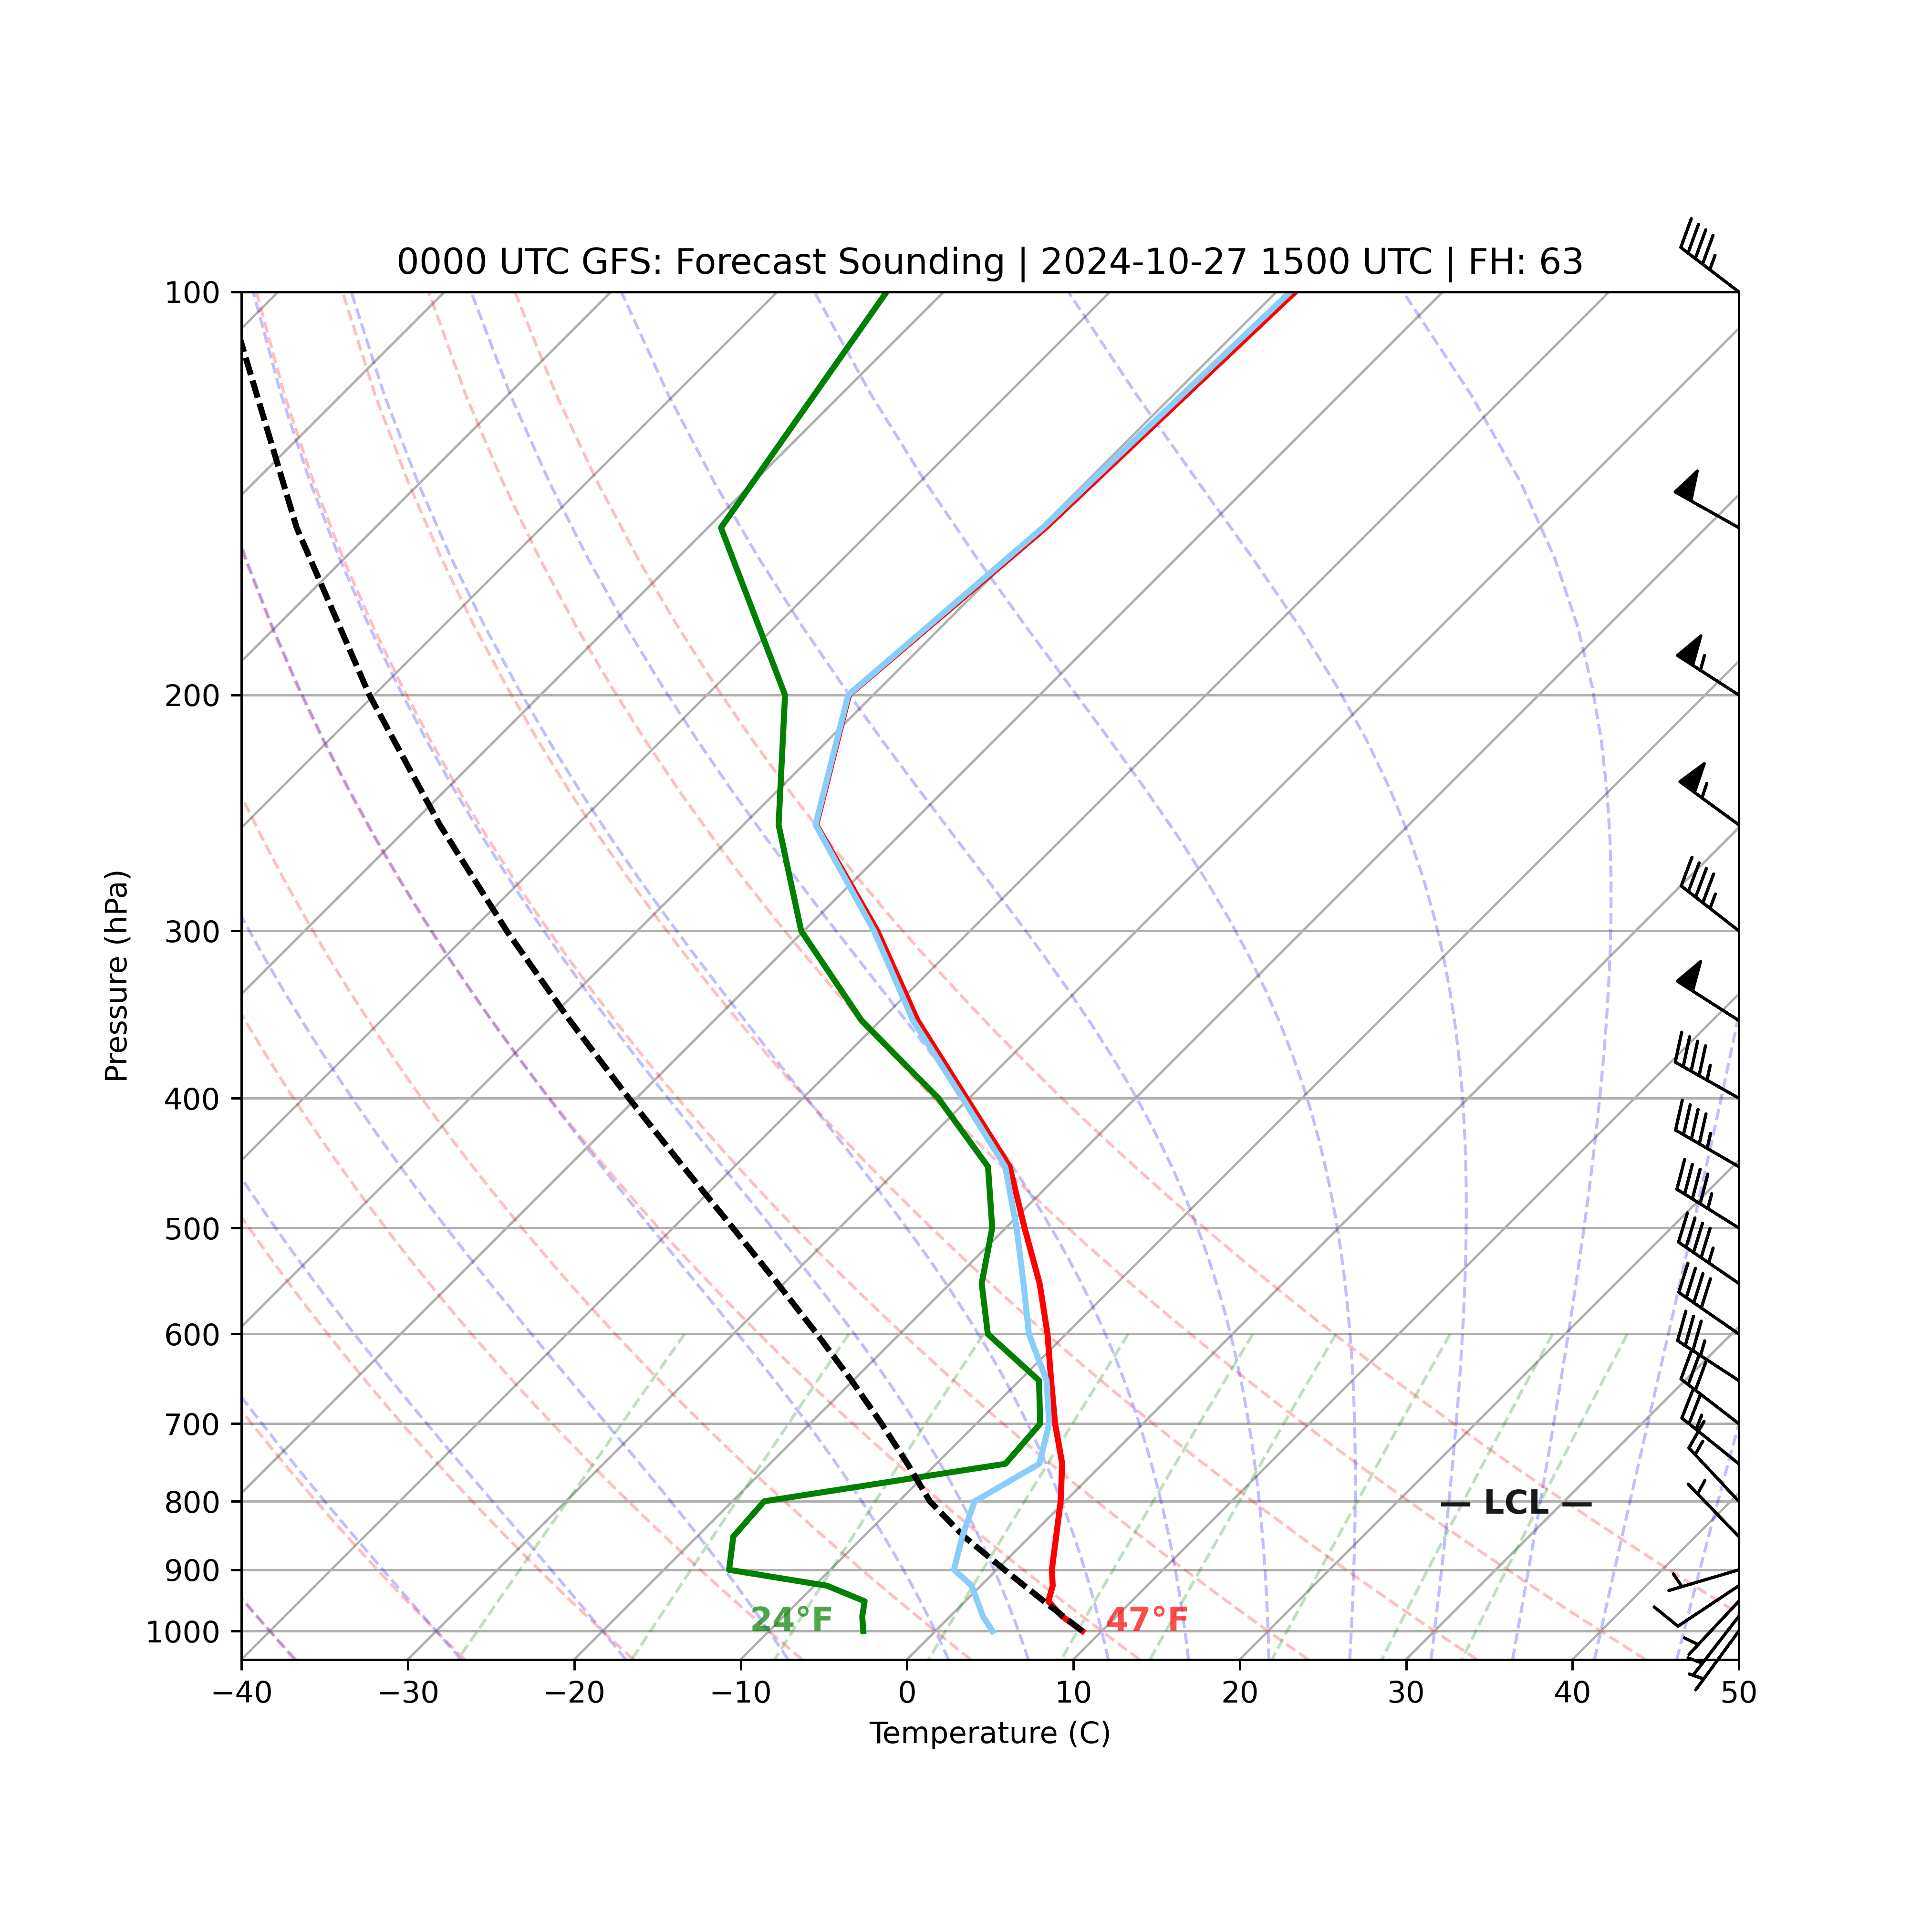 0000 UTC GFS: Forecast Sounding | 2024-10-27 1500 UTC | FH: 63
100
200
300
400
500
600
700
800
900
1000
Pressure (hPa)
— LCL —
24°F
47°F
−40 −30 −20 −10 0 10 20 30 40 50
Temperature (C)